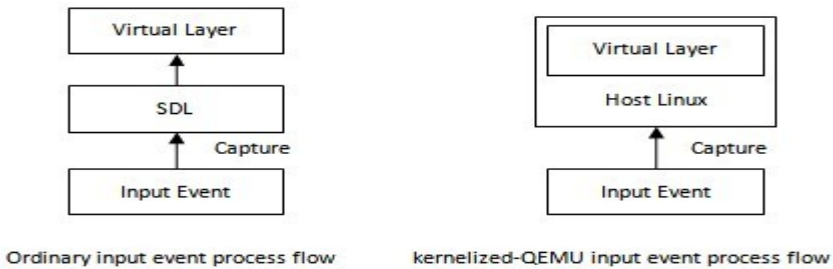 Virtual Layer
SDL
Capture
Input Event
Ordinary input event process flow
Virtual Layer
Host Linux
Capture
Input Event
kernelized-QEMU input event process flow